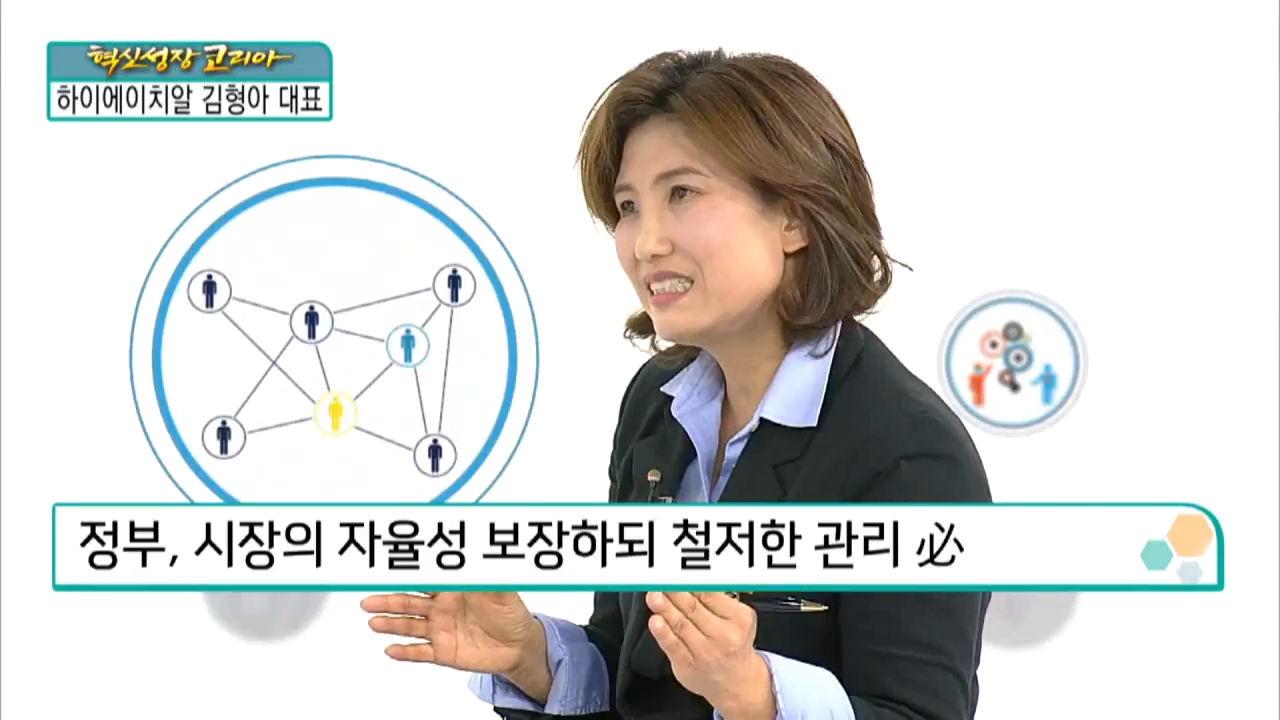 혁신성장 코리아
하이에이치알 김형아 대표
정부, 시장의 자율성 보장하되 철저한 관리 必